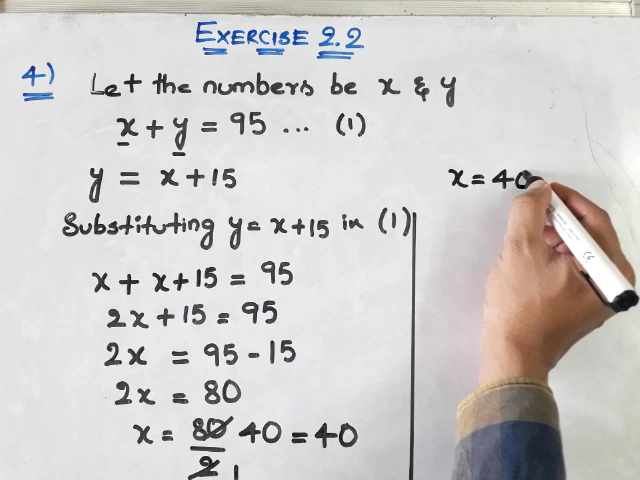 EXERCISE 2.2
4) Let the numbers be x & y
x + y = 95 ... (1)
y = x + 15
Substituting y = x + 15 in (1)
x + x + 15 = 95
2x + 15 = 95
2x = 95 - 15
2x = 80
x = 80/2 40 = 40
1
x = 40